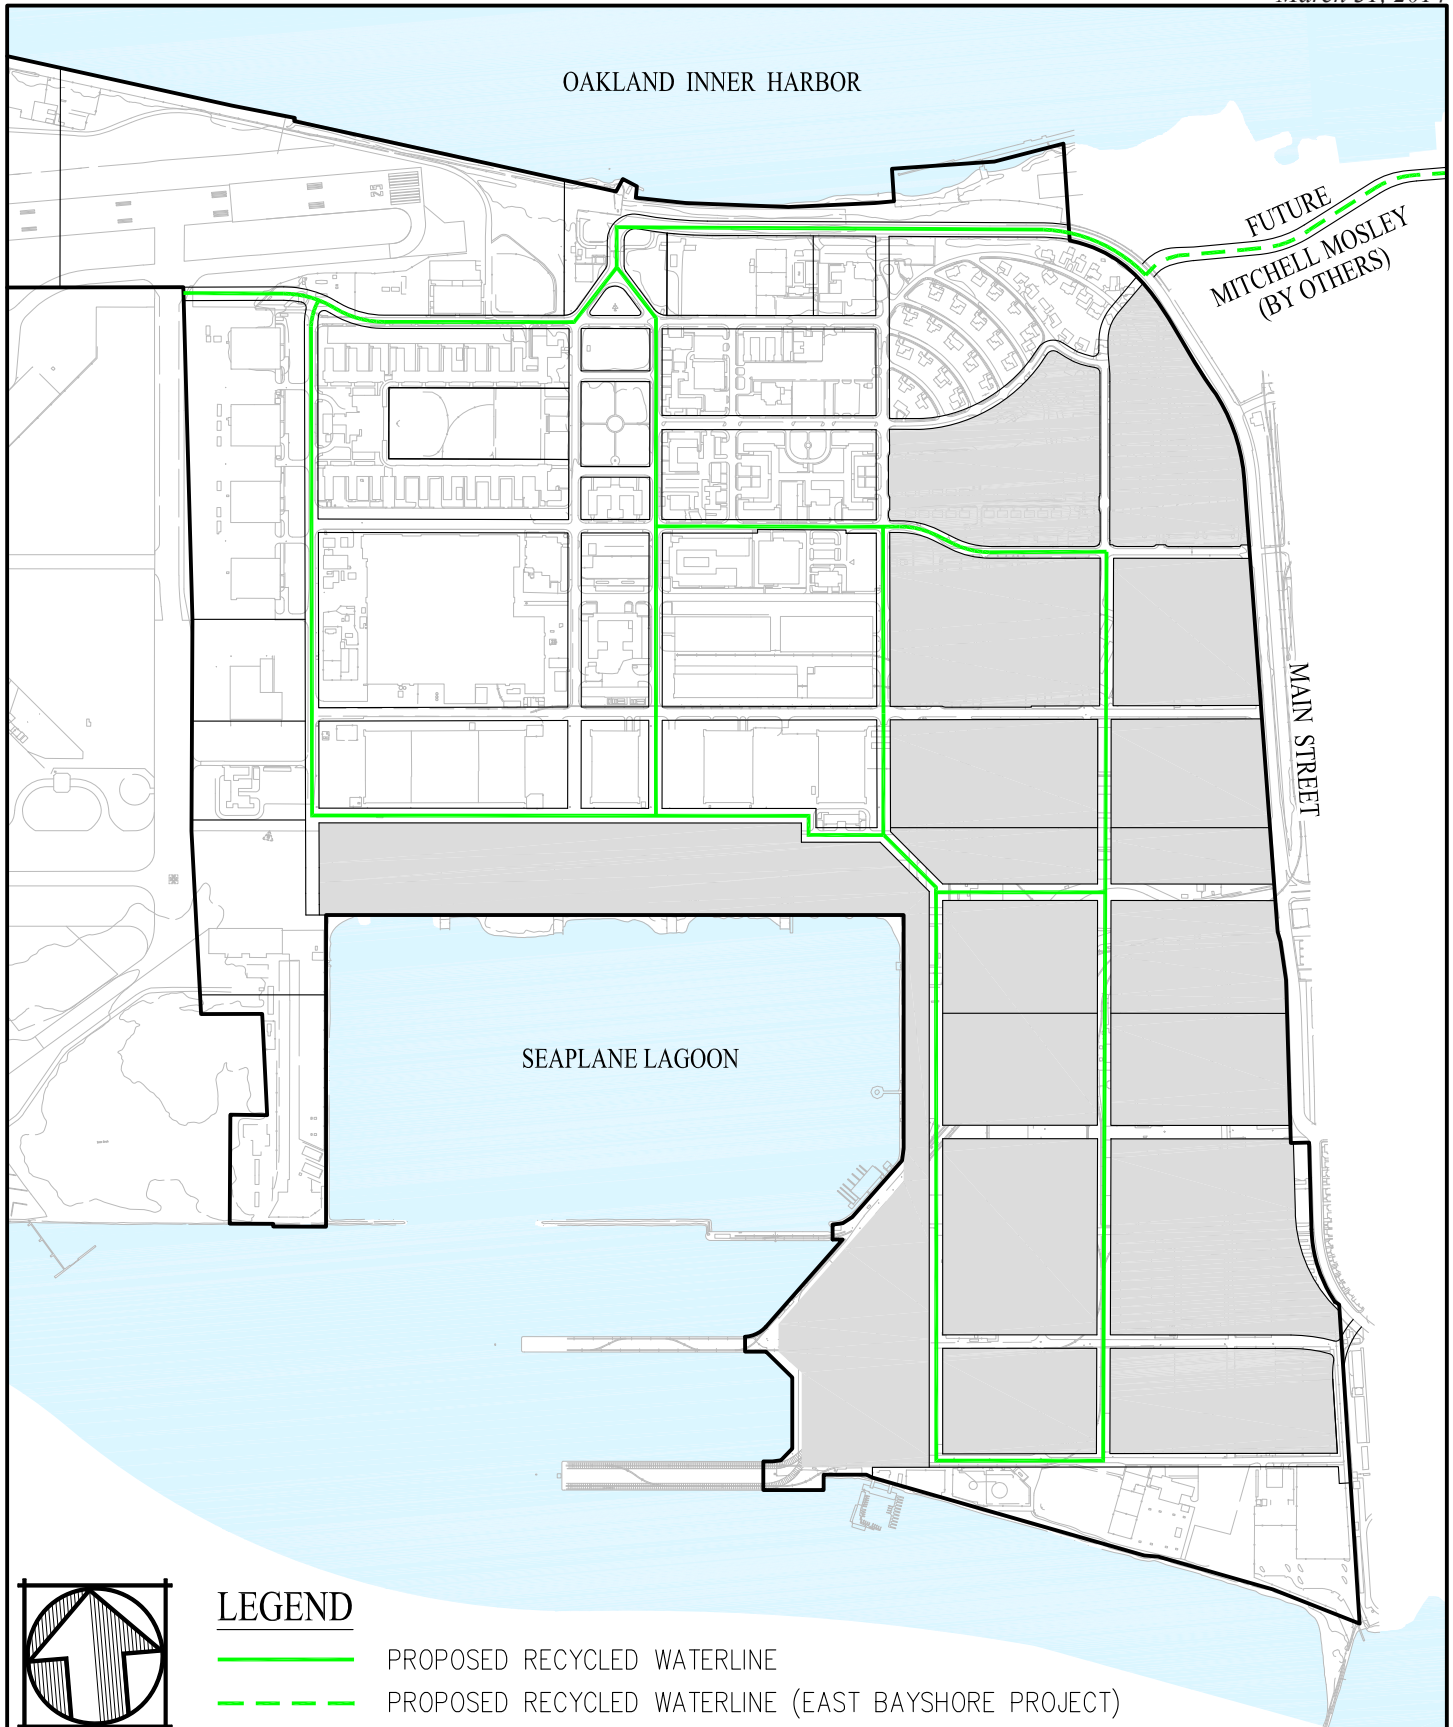 OAKLAND INNER HARBOR
FUTURE
MITCHELL MOSLEY
(BY OTHERS)
MAIN STREET
SEAPLANE LAGOON
LEGEND
PROPOSED RECYCLED WATERLINE
PROPOSED RECYCLED WATERLINE (EAST BAYSHORE PROJECT)